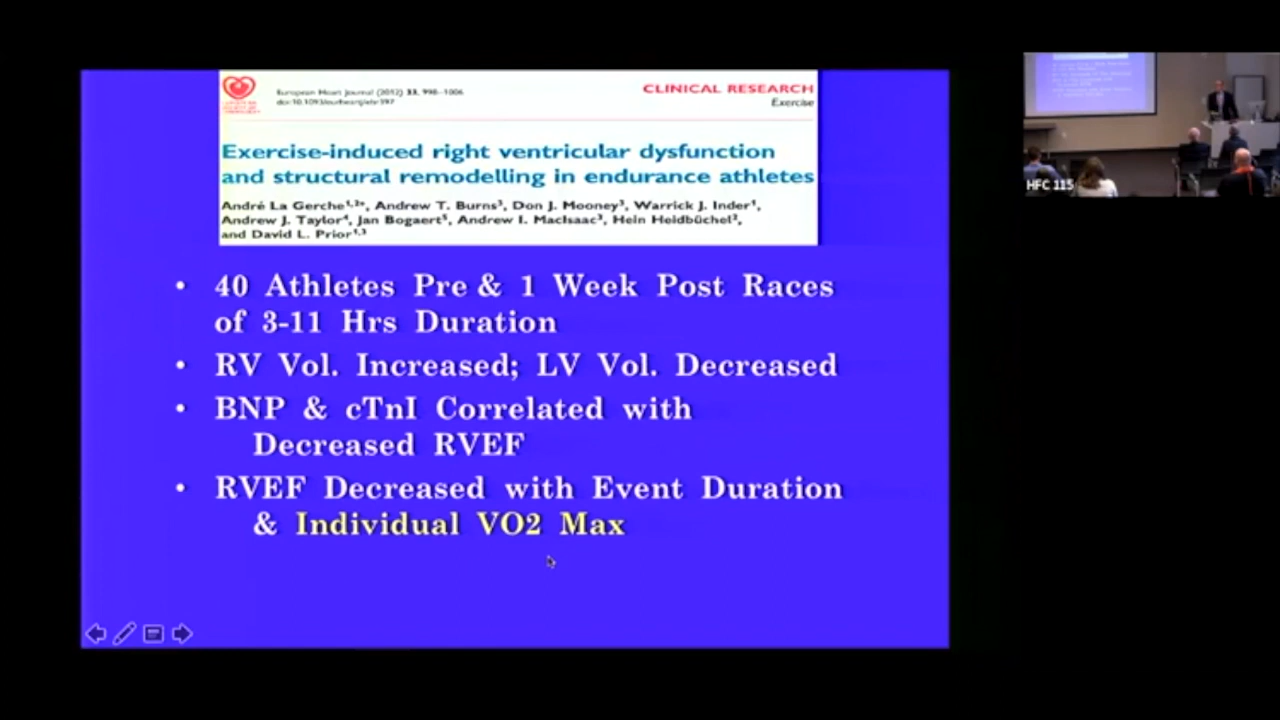 European Heart Journal (2012) 33, 998–1006
doi:10.1093/eurheartj/ehr397
CLINICAL RESEARCH
Exercise
Exercise-induced right ventricular dysfunction
and structural remodelling in endurance athletes
André La Gerche1,2*, Andrew T. Burns3, Don J. Mooney3, Warrick J. Inder1,
Andrew J. Taylor4, Jan Bogaert5, Andrew I. MacIsaac3, Hein Heidbüchel2,
and David L. Prior1,3
• 40 Athletes Pre & 1 Week Post Races
of 3-11 Hrs Duration
• RV Vol. Increased; LV Vol. Decreased
• BNP & cTnI Correlated with
Decreased RVEF
• RVEF Decreased with Event Duration
& Individual VO2 Max
HFC 115